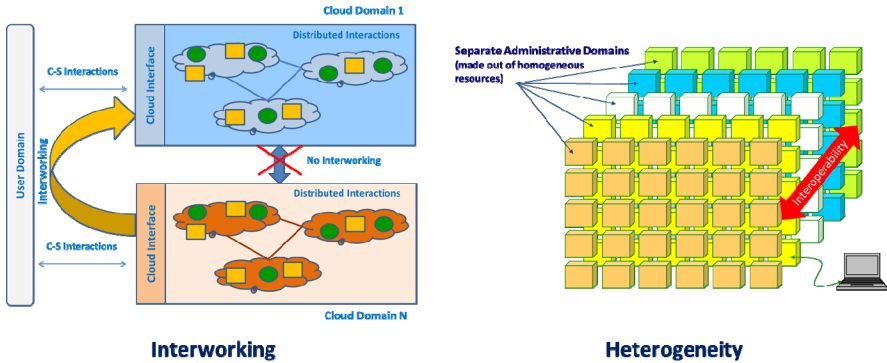 Cloud Domain 1
Distributed Interactions
Cloud Interface
C-S Interactions
User Domain
Interworking
No Interworking
Distributed Interactions
Cloud Interface
C-S Interactions
Cloud Domain N
Interworking
Separate Administrative Domains
(made out of homogeneous
resources)
Interoperability
Heterogeneity